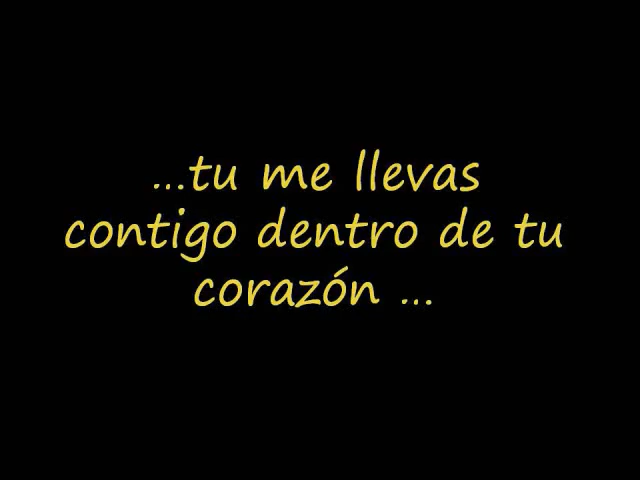 ...tu me llevas
contigo dentro de tu
corazón ...